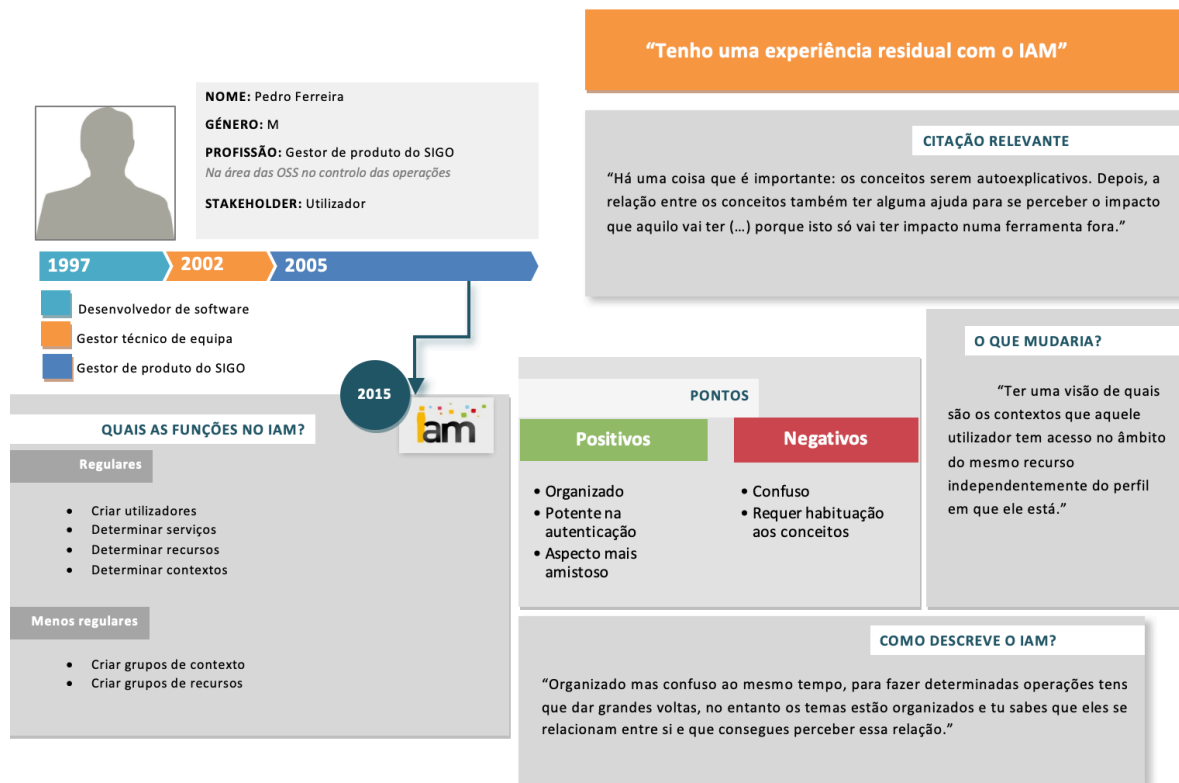 “Tenho uma experiência residual com o IAM”
NOME: Pedro Ferreira
GÉNERO: M
PROFISSÃO: Gestor de produto do SIGO
Na área das OSS no controlo das operações
STAKEHOLDER: Utilizador
1997
2002
2005
Desenvolvedor de software
Gestor técnico de equipa
Gestor de produto do SIGO
2015
Iam
CITAÇÃO RELEVANTE
“Há uma coisa que é importante: os conceitos serem autoexplicativos. Depois, a
relação entre os conceitos também ter alguma ajuda para se perceber o impacto
que aquilo vai ter (...) porque isto só vai ter impacto numa ferramenta fora.”
QUAIS AS FUNÇÕES NO IAM?
Regulares
• Criar utilizadores
• Determinar serviços
• Determinar recursos
• Determinar contextos
Menos regulares
• Criar grupos de contexto
• Criar grupos de recursos
PONTOS
Positivos
• Organizado
• Potente na
autenticação
• Aspecto mais
amistoso
Negativos
• Confuso
• Requer habituação
aos conceitos
O QUE MUDARIA?
“Ter uma visão de quais
são os contextos que aquele
utilizador tem acesso no âmbito
do mesmo recurso
independentemente do perfil
em que ele está.”
COMO DESCREVE O IAM?
“Organizado mas confuso ao mesmo tempo, para fazer determinadas operações tens
que dar grandes voltas, no entanto os temas estão organizados e tu sabes que eles se
relacionam entre si e que consegues perceber essa relação.”